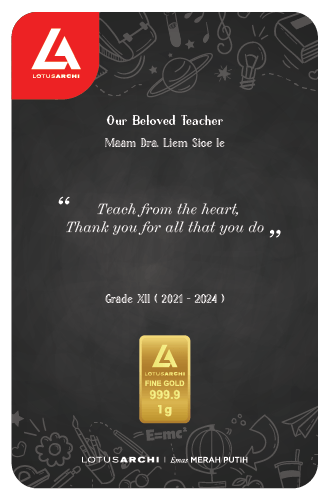 LOTUSARCHI
Our Beloved Teacher
Maam Dra. Liem Sioe Ie
“ Teach from the heart,
Thank you for all that you do ”
Grade XII ( 2021 - 2024 )
LOTUSARCHI
FINE GOLD
999.9
1g
E=mc²
LOTUSARCHI | Emas MERAH PUTIH